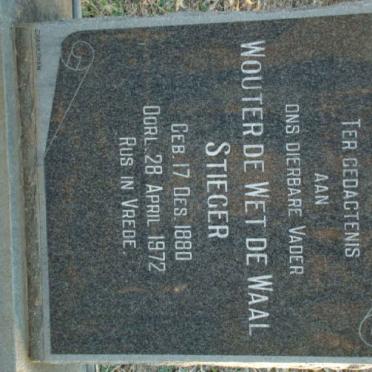 TER GEDAGTENIS
AAN
ONS DIERBARE VADER
WOUTER DE WET DE WAAL
STIEGER
GEB. 17. DES. 1880
OORL. 28 APRIL 1972
RUS IN VREDE.